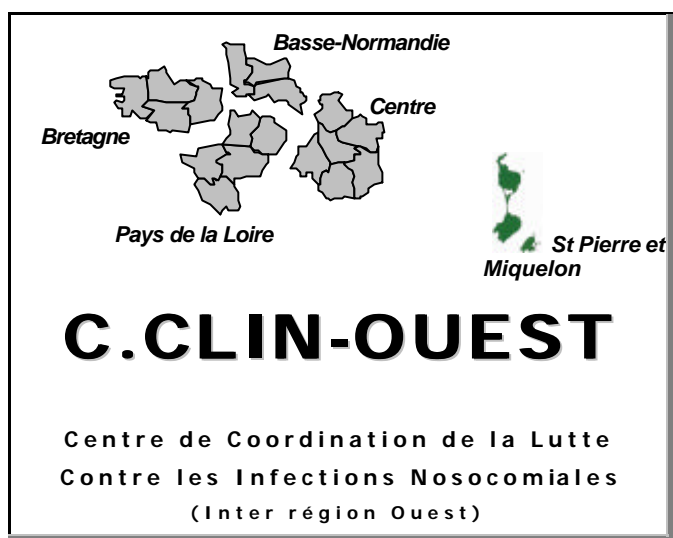 Basse-Normandie
Centre
Bretagne
Pays de la Loire
St Pierre et
Miquelon
C.CLIN-OUEST
Centre de Coordination de la Lutte
Contre les Infections Nosocomiales
(Inter région Ouest)